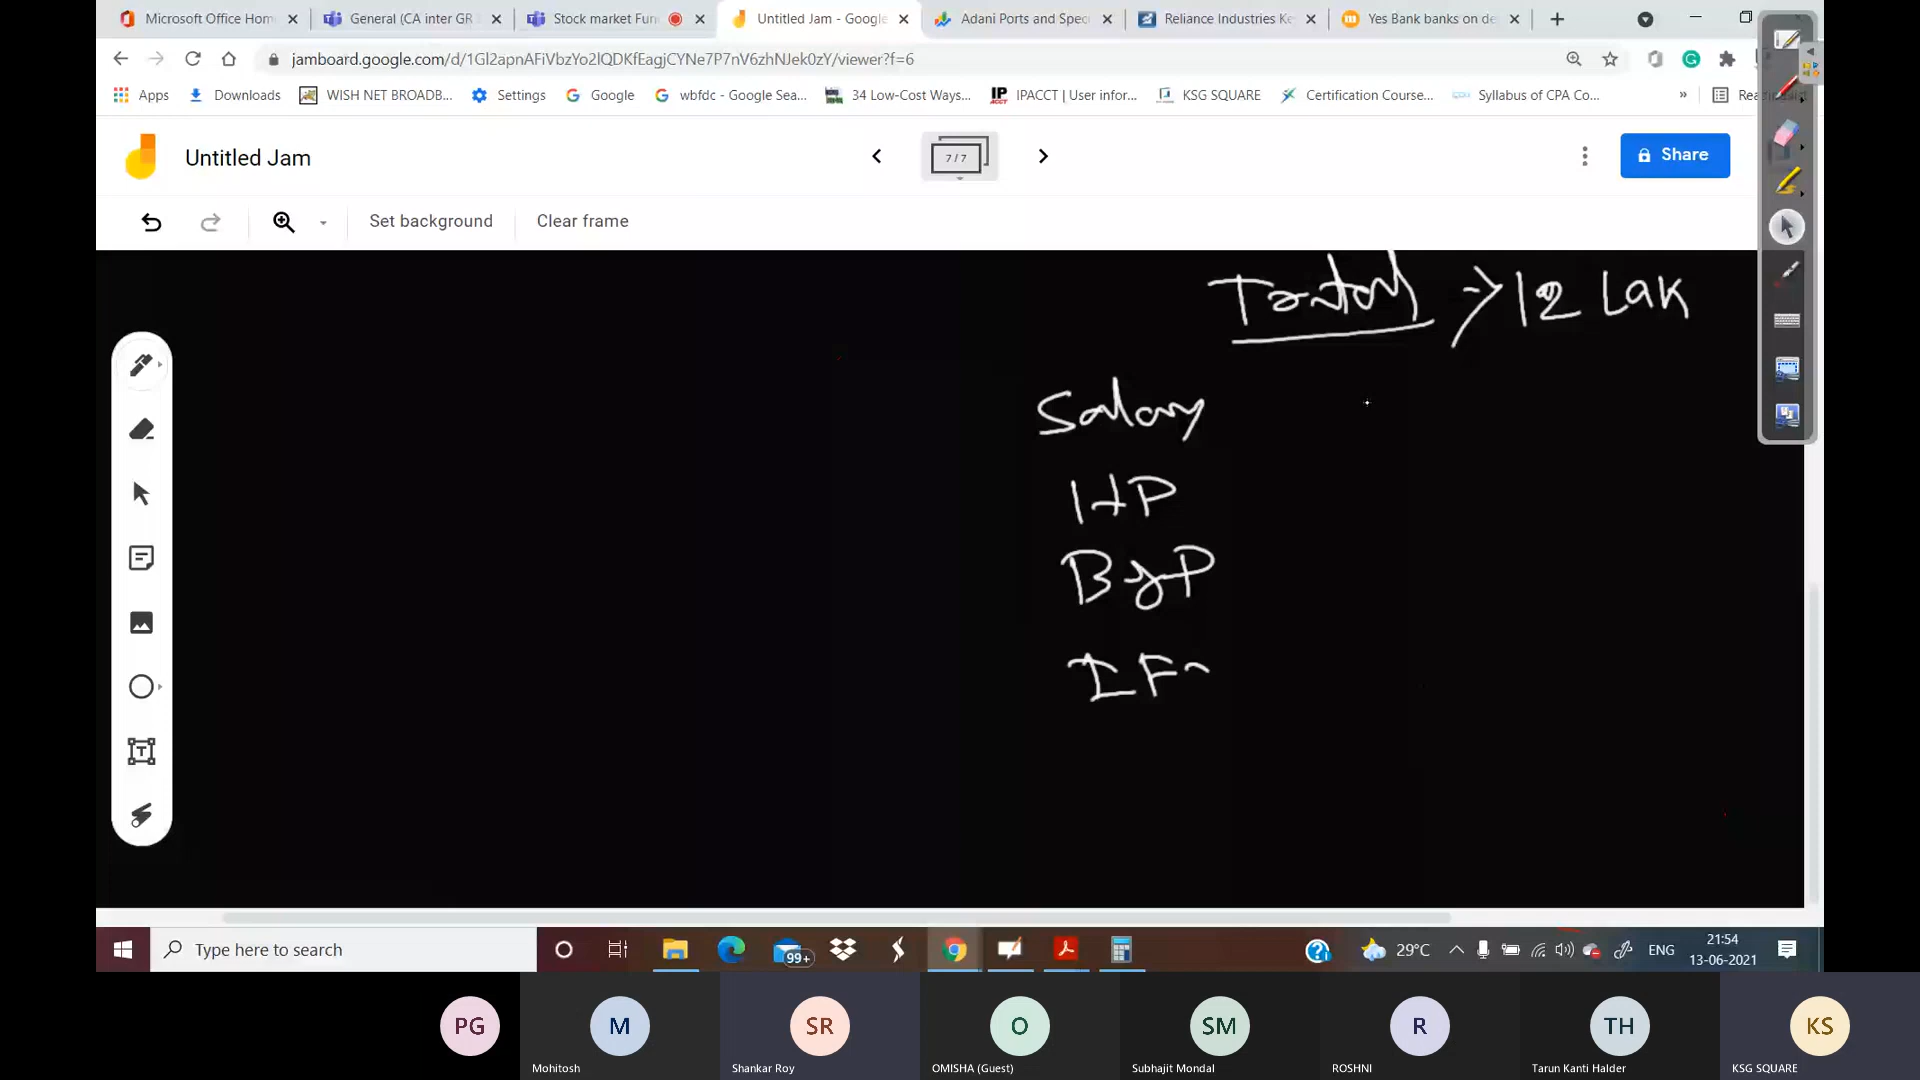 Microsoft Office Hom
General (CA inter GR
Stock market Fun
Untitled Jam - Google
Adani Ports and Spec
Reliance Industries Ke
Yes Bank banks on de
jamboard.google.com/d/1Gl2apnAFiVbzYo2lQDKfEagjCYNe7P7nV6zhNJek0zY/viewer?f=6
Apps
Downloads
WISH NET BROADB...
Settings
Google
wbfdc - Google Sea...
34 Low-Cost Ways...
IPACCT | User infor...
KSG SQUARE
Certification Course...
Syllabus of CPA Co...
»
Untitled Jam
7 / 7
Share
Set background
Clear frame
12 Lak
Salary
HP
B&P
IF
Type here to search
99+
29°C
ENG
21:54
13-06-2021
PG
M
SR
O
SM
R
TH
KS
Mohitosh
Shankar Roy
OMISHA (Guest)
Subhajit Mondal
ROSHNI
Tarun Kanti Halder
KSG SQUARE